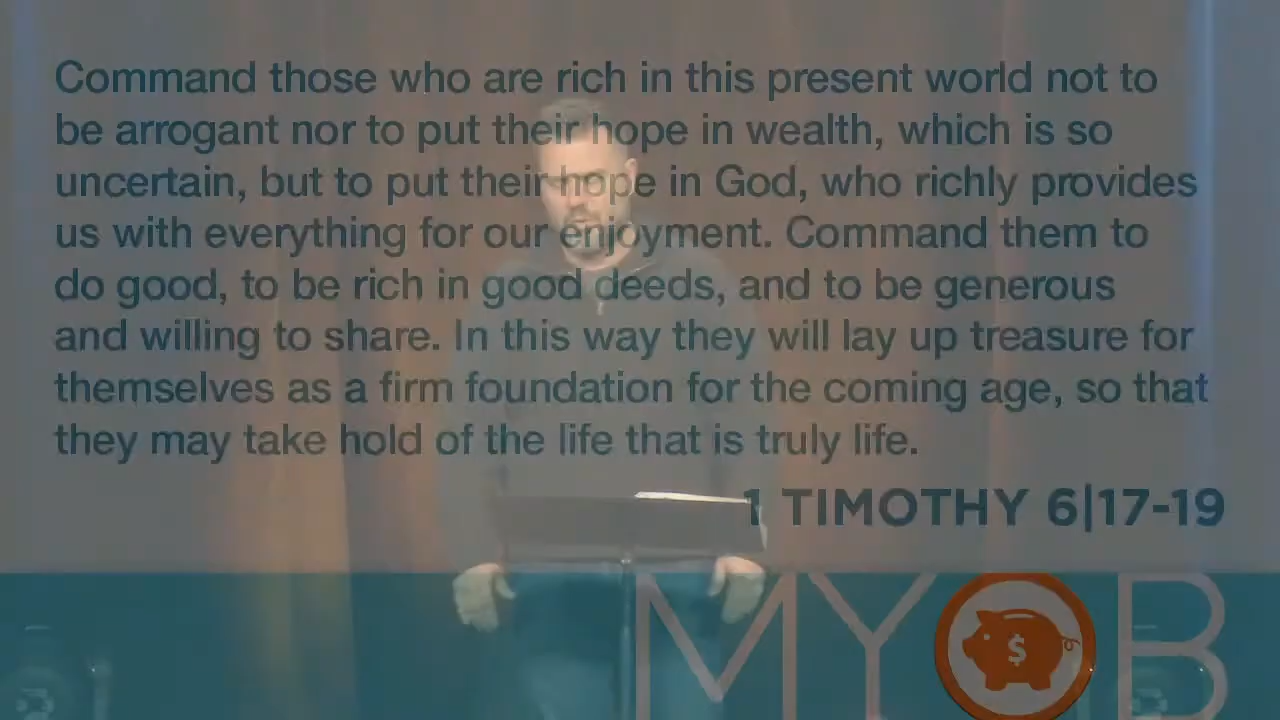 Command those who are rich in this present world not to
be arrogant nor to put their hope in wealth, which is so
uncertain, but to put their hope in God, who richly provides
us with everything for our enjoyment. Command them to
do good, to be rich in good deeds, and to be generous
and willing to share. In this way they will lay up treasure for
themselves as a firm foundation for the coming age, so that
they may take hold of the life that is truly life.
1 TIMOTHY 6|17-19
MYOB
$